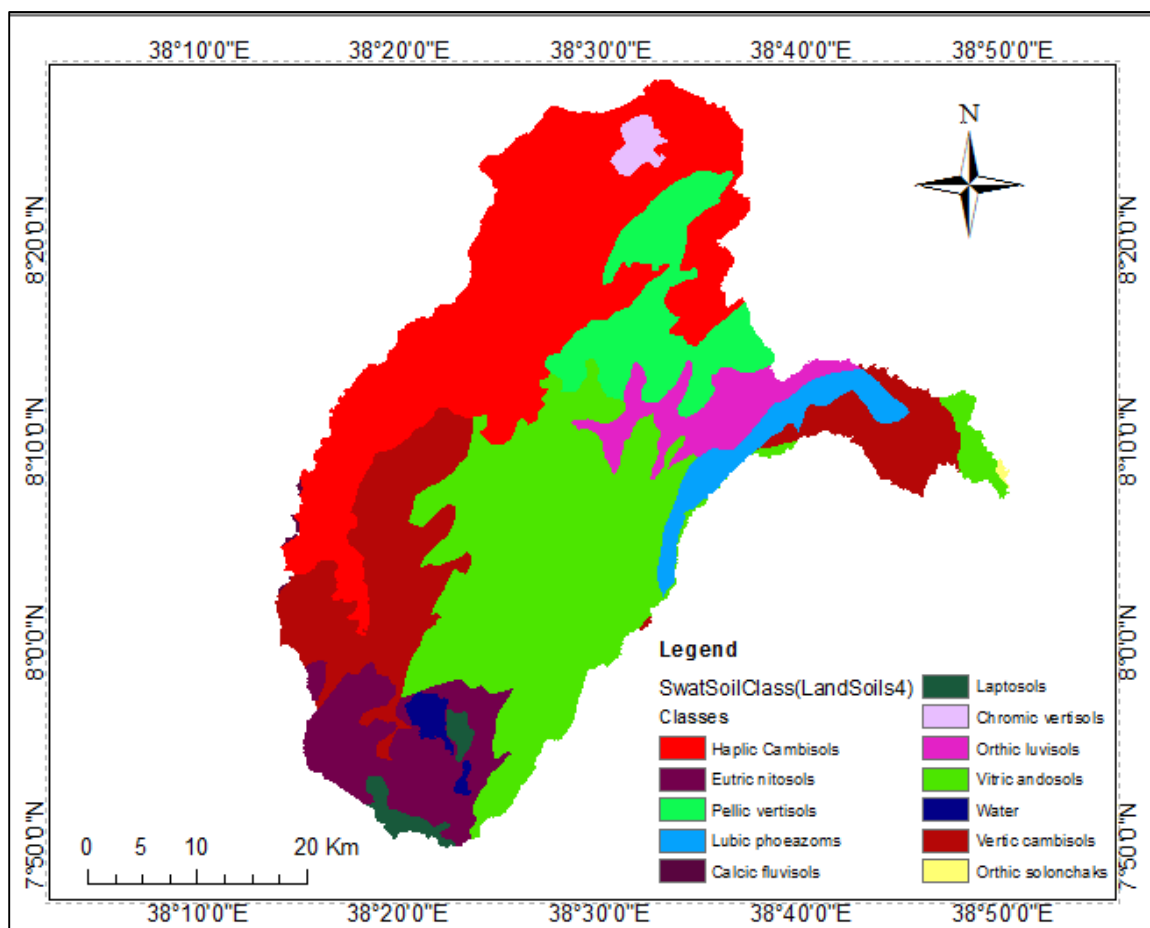 38°10'0"E 38°20'0"E 38°30'0"E 38°40'0"E 38°50'0"E
N
8°20'0"N 8°20'0"N
8°10'0"N 8°10'0"N
8°0'0"N 8°0'0"N
7°50'0"N 7°50'0"N
Legend
SwatSoilClass(LandSoils4)
Classes
Haplic Cambisols
Eutric nitosols
Pellic vertisols
Lubic phoeazoms
Calcic fluvisols
Laptosols
Chromic vertisols
Orthic luvisols
Vitric andosols
Water
Vertic cambisols
Orthic solonchaks
0 5 10 20 Km
38°10'0"E 38°20'0"E 38°30'0"E 38°40'0"E 38°50'0"E